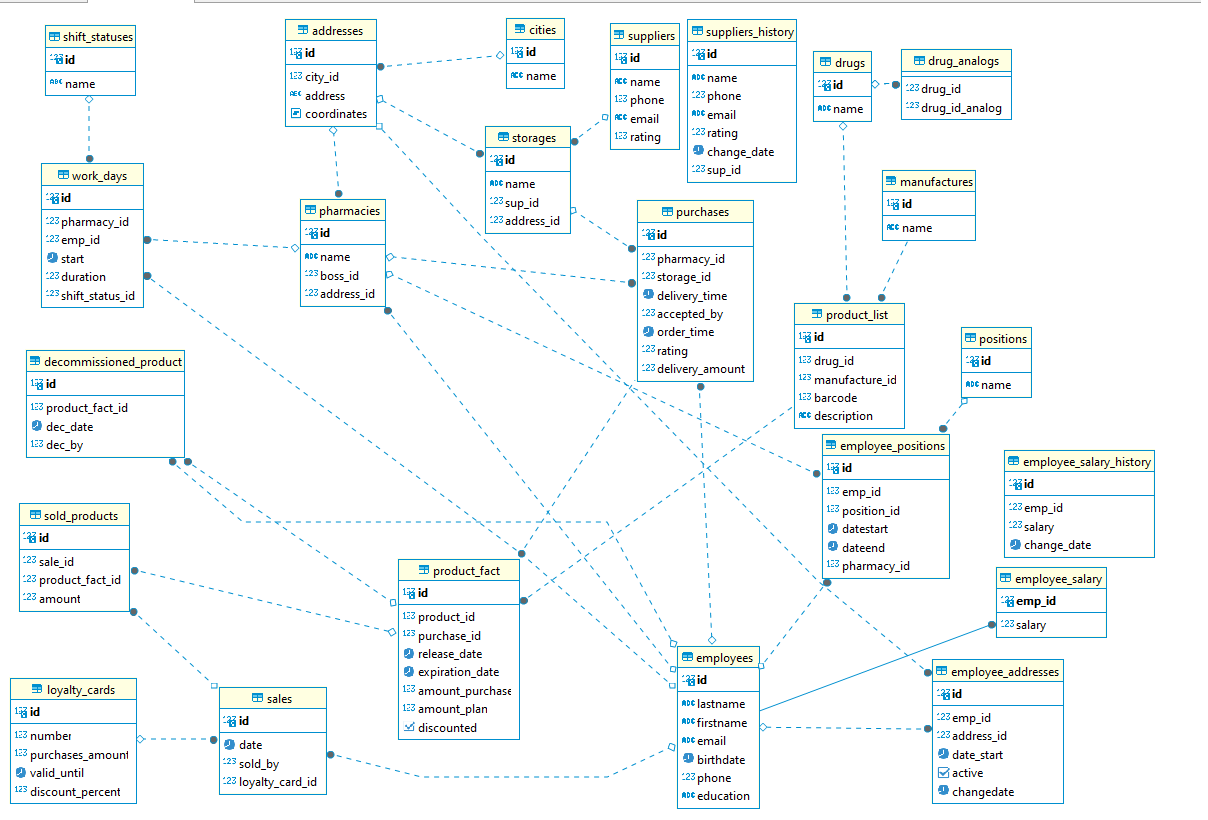 shift_statuses
id
name
addresses
id
city_id
address
coordinates
cities
id
name
suppliers
id
name
phone
email
rating
suppliers_history
id
name
phone
email
rating
change_date
sup_id
drugs
id
name
drug_analogs
drug_id
drug_id_analog
storages
id
name
sup_id
address_id
work_days
id
pharmacy_id
emp_id
start
duration
shift_status_id
pharmacies
id
name
boss_id
address_id
purchases
id
pharmacy_id
storage_id
delivery_time
accepted_by
order_time
rating
delivery_amount
manufactures
id
name
product_list
id
drug_id
manufacture_id
barcode
description
positions
id
name
decommissioned_product
id
product_fact_id
dec_date
dec_by
employee_positions
id
emp_id
position_id
datestart
dateend
pharmacy_id
employee_salary_history
id
emp_id
salary
change_date
sold_products
id
sale_id
product_fact_id
amount
product_fact
id
product_id
purchase_id
release_date
expiration_date
amount_purchase
amount_plan
discounted
employee_salary
emp_id
salary
employees
id
lastname
firstname
email
birthdate
phone
education
employee_addresses
id
emp_id
address_id
date_start
active
changedate
loyalty_cards
id
number
purchases_amount
valid_until
discount_percent
sales
id
date
sold_by
loyalty_card_id